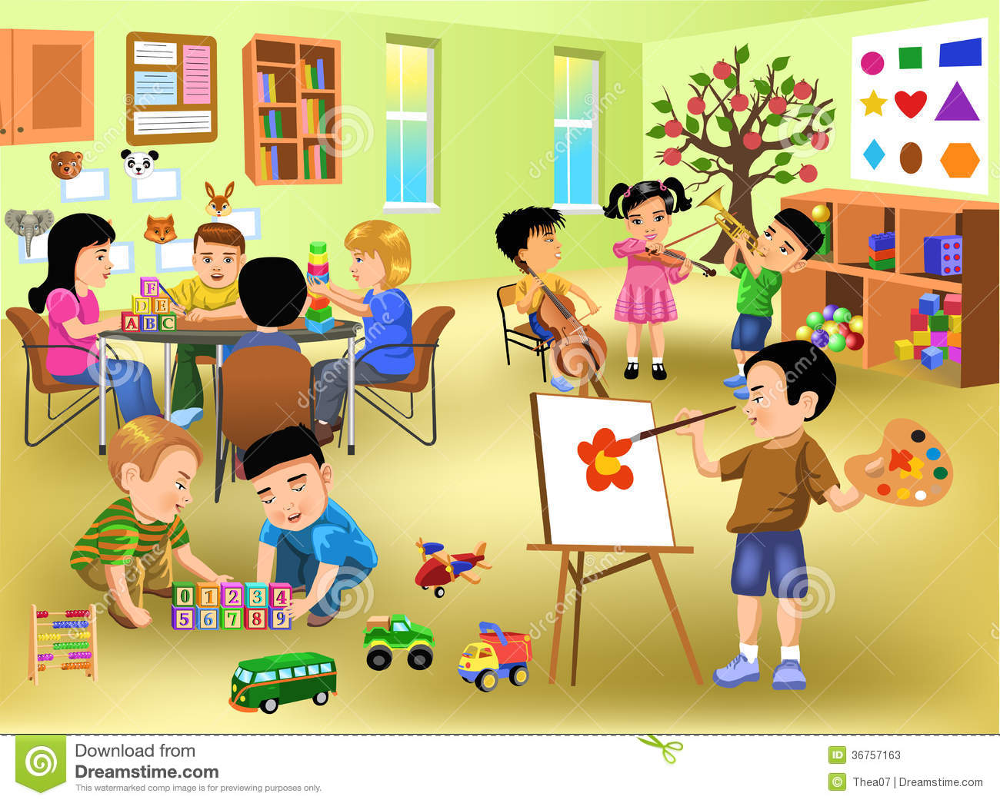 F
D E
A B C
0 1 2 3 4
5 6 7 8 9
Download from
Dreamstime.com
This watermarked comp image is for previewing purposes only.
ID 36757163
© Thea07 | Dreamstime.com
dreamstime